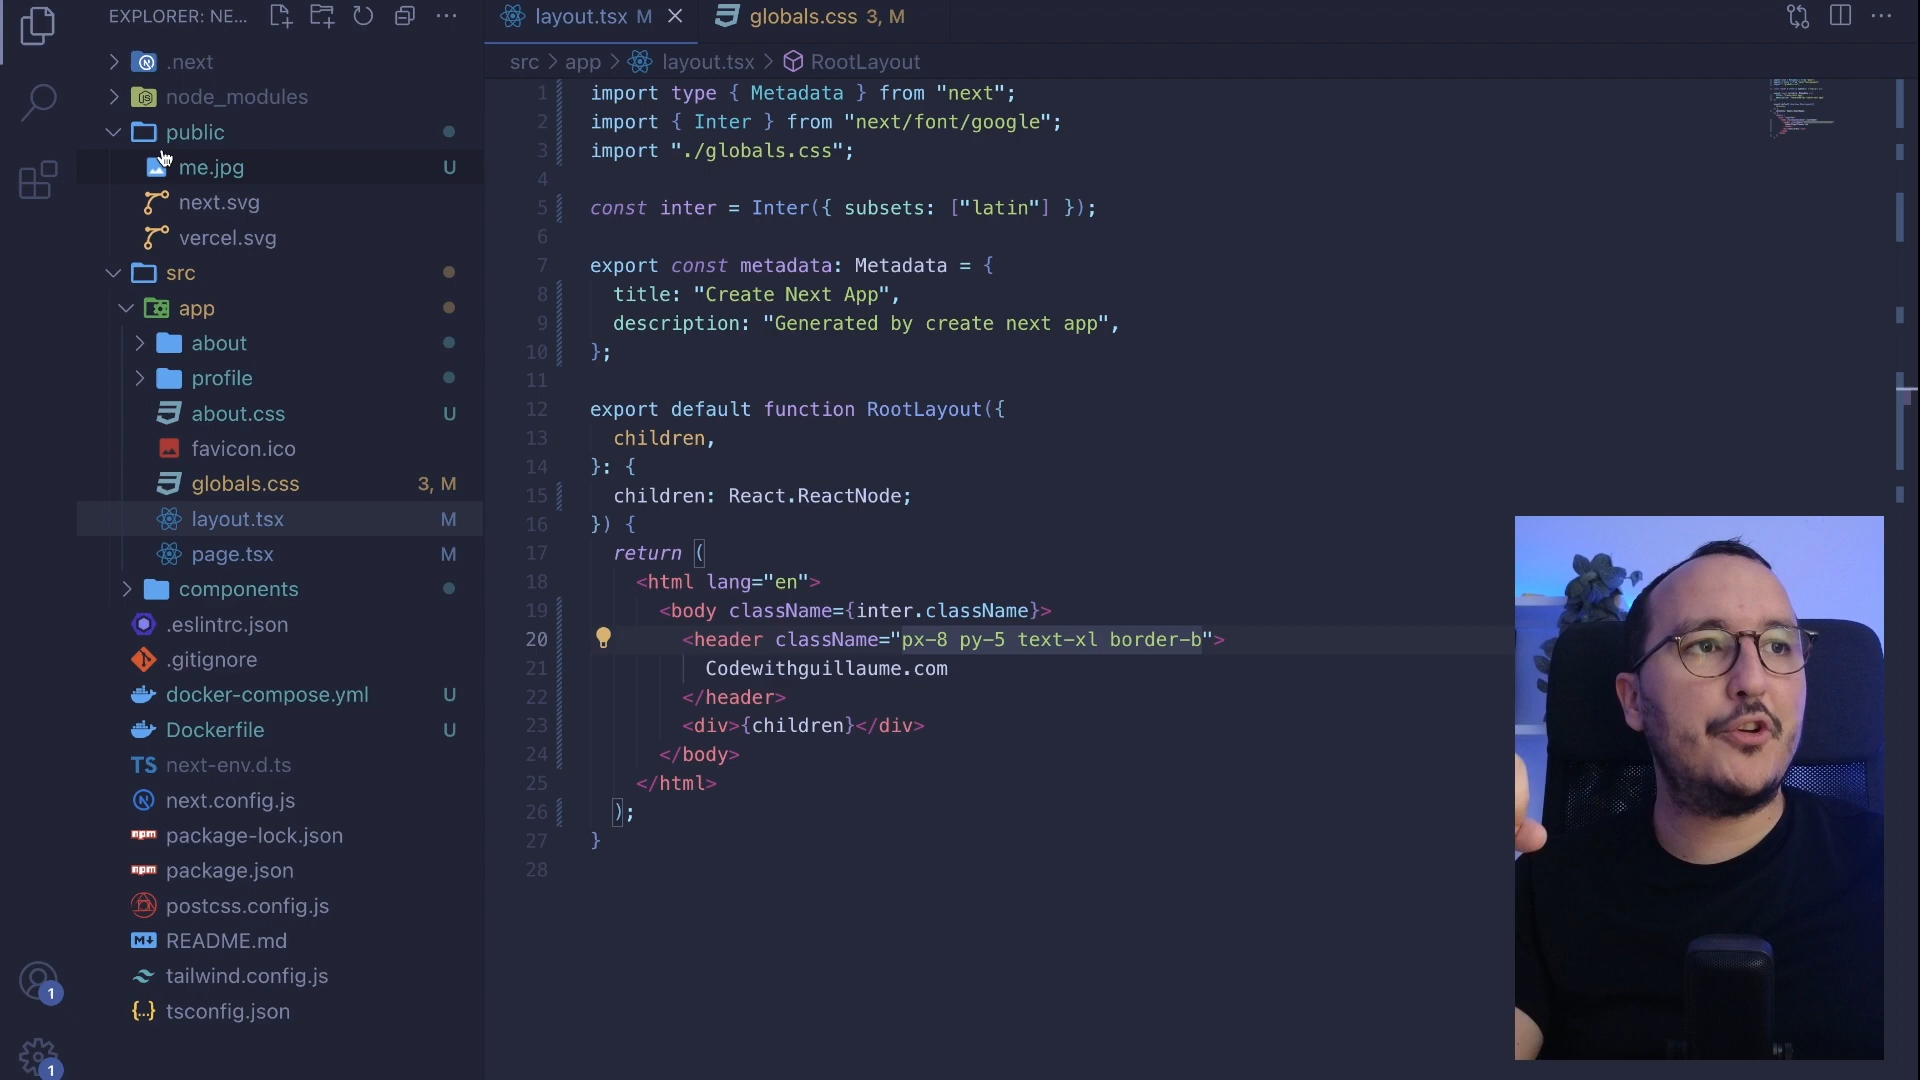 EXPLORER: NE...
.next
node_modules
public
me.jpg U
next.svg
vercel.svg
src
app
about
profile
about.css U
favicon.ico
globals.css 3, M
layout.tsx M
page.tsx M
components
.eslintrc.json
.gitignore
docker-compose.yml U
Dockerfile U
TS next-env.d.ts
next.config.js
npm package-lock.json
npm package.json
postcss.config.js
README.md
tailwind.config.js
{..} tsconfig.json
1
1
layout.tsx M
globals.css 3, M
src > app > layout.tsx > RootLayout
1 import type { Metadata } from "next";
2 import { Inter } from "next/font/google";
3 import "./globals.css";
4
5 const inter = Inter({ subsets: ["latin"] });
6
7 export const metadata: Metadata = {
8 title: "Create Next App",
9 description: "Generated by create next app",
10 };
11
12 export default function RootLayout({
13 children,
14 }: {
15 children: React.ReactNode;
16 }) {
17 return (
18 <html lang="en">
19 <body className={inter.className}>
20 <header className="px-8 py-5 text-xl border-b">
21 Codewithguillaume.com
22 </header>
23 <div>{children}</div>
24 </body>
25 </html>
26 );
27 }
28